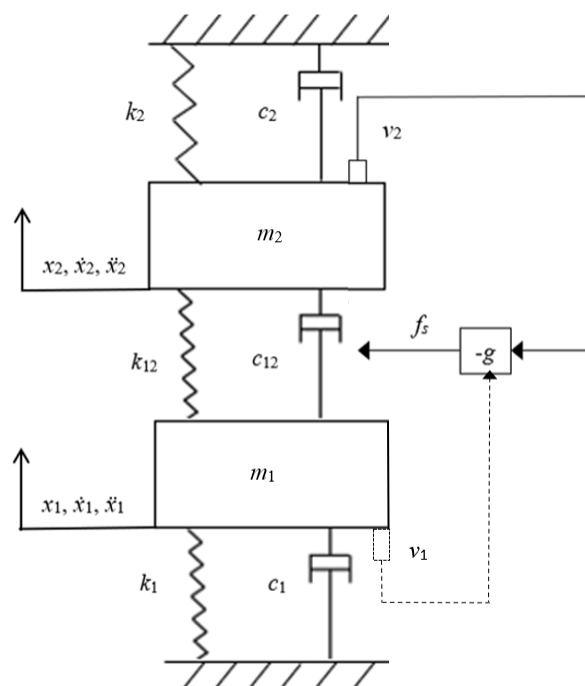 k2
c2
v2
m2
x2, ẋ2, ẍ2
fs
-g
k12
c12
m1
x1, ẋ1, ẍ1
v1
k1
c1